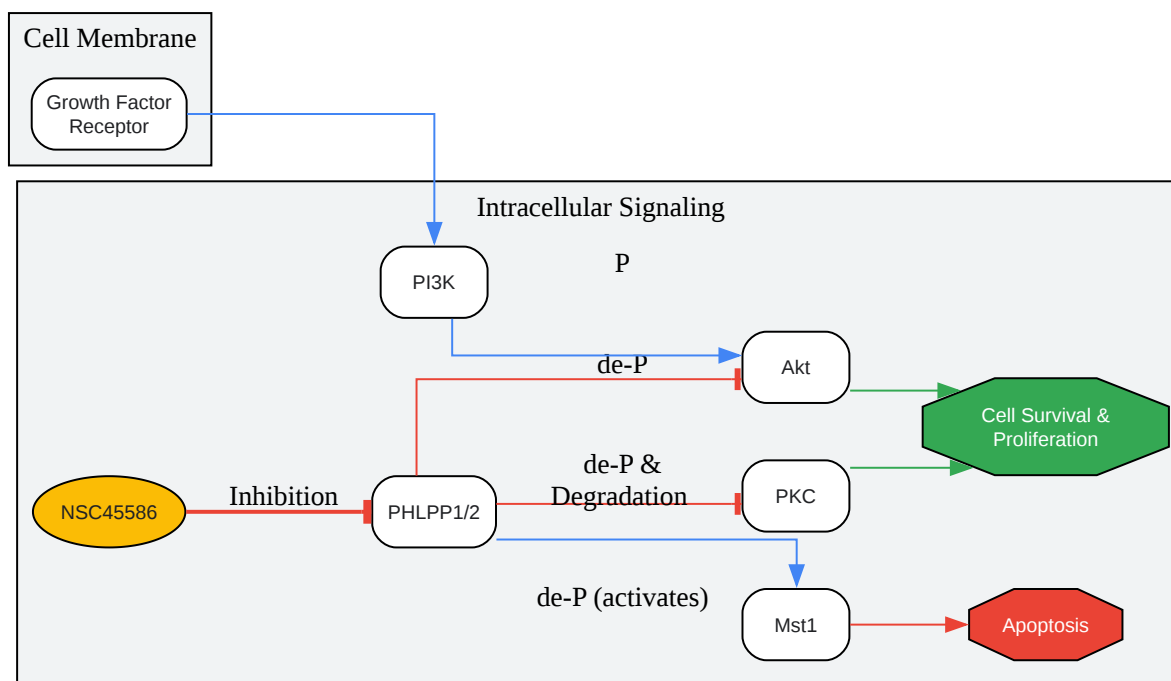 Cell Membrane
Growth Factor
Receptor
Intracellular Signaling
P
PI3K
de-P
Akt
Cell Survival &
Proliferation
de-P &
Degradation
PKC
Inhibition
NSC45586
PHLPP1/2
de-P (activates)
Mst1
Apoptosis